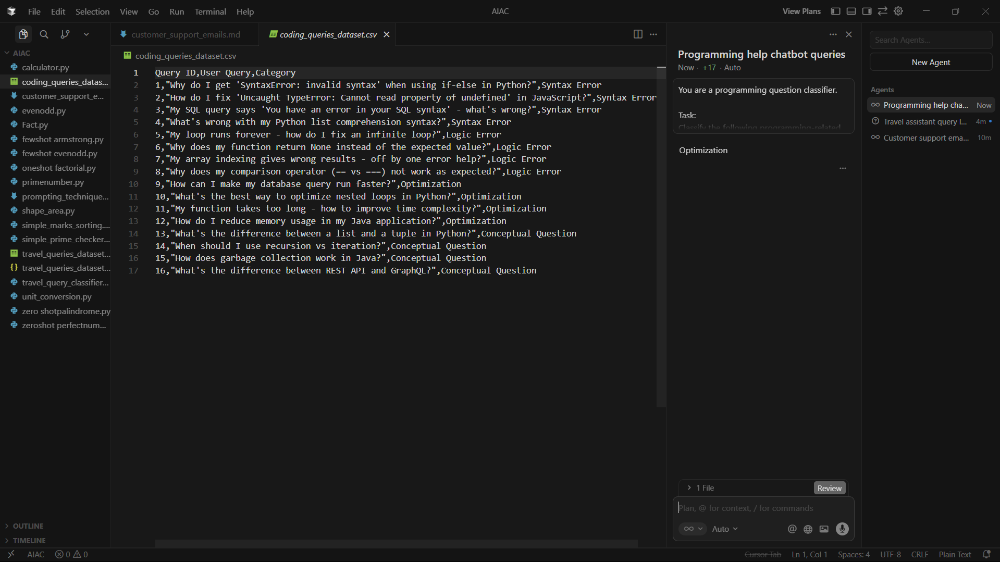 File Edit Selection View Go Run Terminal Help
AIAC
View Plans
customer_support_emails.md
coding_queries_dataset.csv
AIAC
calculator.py
coding_queries_datas...
customer_support_e...
evenodd.py
Fact.py
fewshot armstrong.py
fewshot evenodd.py
oneshot factorial.py
primenumber.py
prompting_technique...
shape_area.py
simple_marks_sorting....
simple_prime_checker...
travel_queries_dataset...
travel_queries_dataset...
travel_query_classifier...
unit_conversion.py
zero shotpalindrome.py
zeroshot perfectnum...
OUTLINE
TIMELINE
coding_queries_dataset.csv
1 Query ID,User Query,Category
2 1,"Why do I get 'SyntaxError: invalid syntax' when using if-else in Python?",Syntax Error
3 2,"How do I fix 'Uncaught TypeError: Cannot read property of undefined' in JavaScript?",Syntax Error
4 3,"My SQL query says 'You have an error in your SQL syntax' - what's wrong?",Syntax Error
5 4,"What's wrong with my Python list comprehension syntax?",Syntax Error
6 5,"My loop runs forever - how do I fix an infinite loop?",Logic Error
7 6,"Why does my function return None instead of the expected value?",Logic Error
8 7,"My array indexing gives wrong results - off by one error help?",Logic Error
9 8,"Why does my comparison operator (== vs ===) not work as expected?",Logic Error
10 9,"How can I make my database query run faster?",Optimization
11 10,"What's the best way to optimize nested loops in Python?",Optimization
12 11,"My function takes too long - how to improve time complexity?",Optimization
13 12,"How do I reduce memory usage in my Java application?",Optimization
14 13,"What's the difference between a list and a tuple in Python?",Conceptual Question
15 14,"When should I use recursion vs iteration?",Conceptual Question
16 15,"How does garbage collection work in Java?",Conceptual Question
17 16,"What's the difference between REST API and GraphQL?",Conceptual Question
Programming help chatbot queries
Now · +17 · Auto
You are a programming question classifier.
Task:
Classify the following programming-related
Optimization
1 File
Review
Plan, @ for context, / for commands
Auto
Search Agents...
New Agent
Agents
Programming help cha... Now
Travel assistant query l... 4m
Customer support ema... 10m
AIAC 0 0
Cursor Tab Ln 1, Col 1 Spaces: 4 UTF-8 CRLF Plain Text